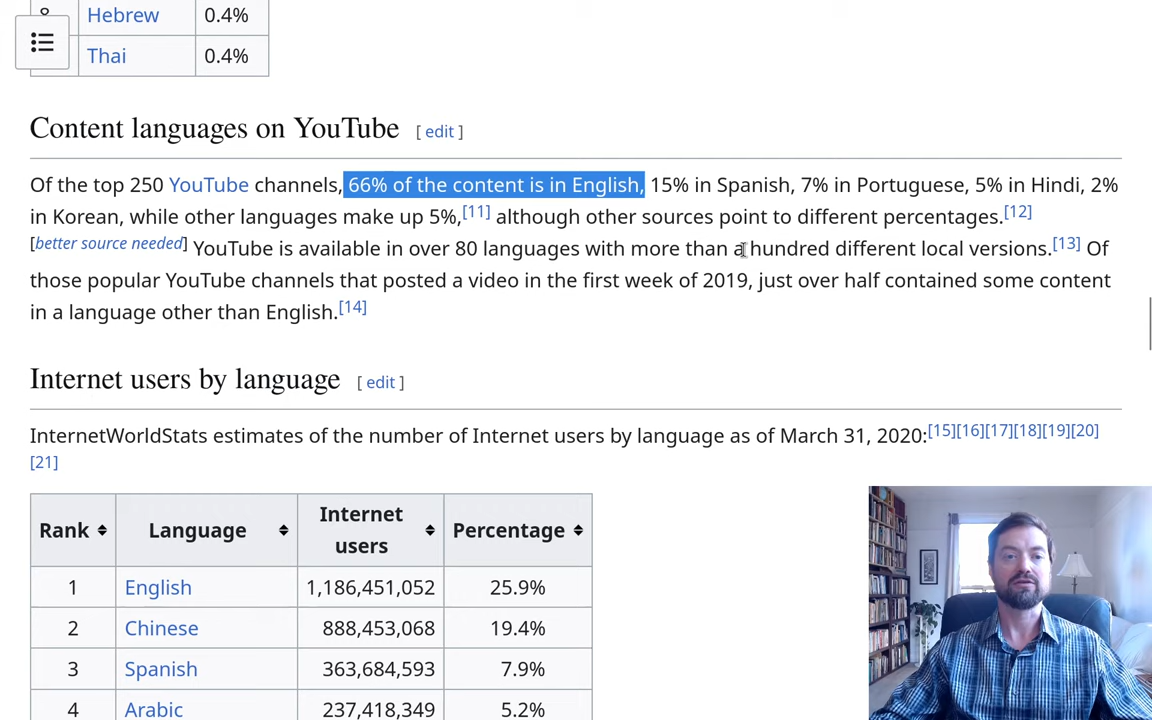 Hebrew 0.4%
Thai 0.4%
Content languages on YouTube [ edit ]
Of the top 250 YouTube channels, 66% of the content is in English, 15% in Spanish, 7% in Portuguese, 5% in Hindi, 2%
in Korean, while other languages make up 5%,[11] although other sources point to different percentages.[12]
[better source needed] YouTube is available in over 80 languages with more than a hundred different local versions.[13] Of
those popular YouTube channels that posted a video in the first week of 2019, just over half contained some content
in a language other than English.[14]
Internet users by language [ edit ]
InternetWorldStats estimates of the number of Internet users by language as of March 31, 2020:[15][16][17][18][19][20]
[21]
Rank Language Internet users Percentage
1 English 1,186,451,052 25.9%
2 Chinese 888,453,068 19.4%
3 Spanish 363,684,593 7.9%
4 Arabic 237,418,349 5.2%